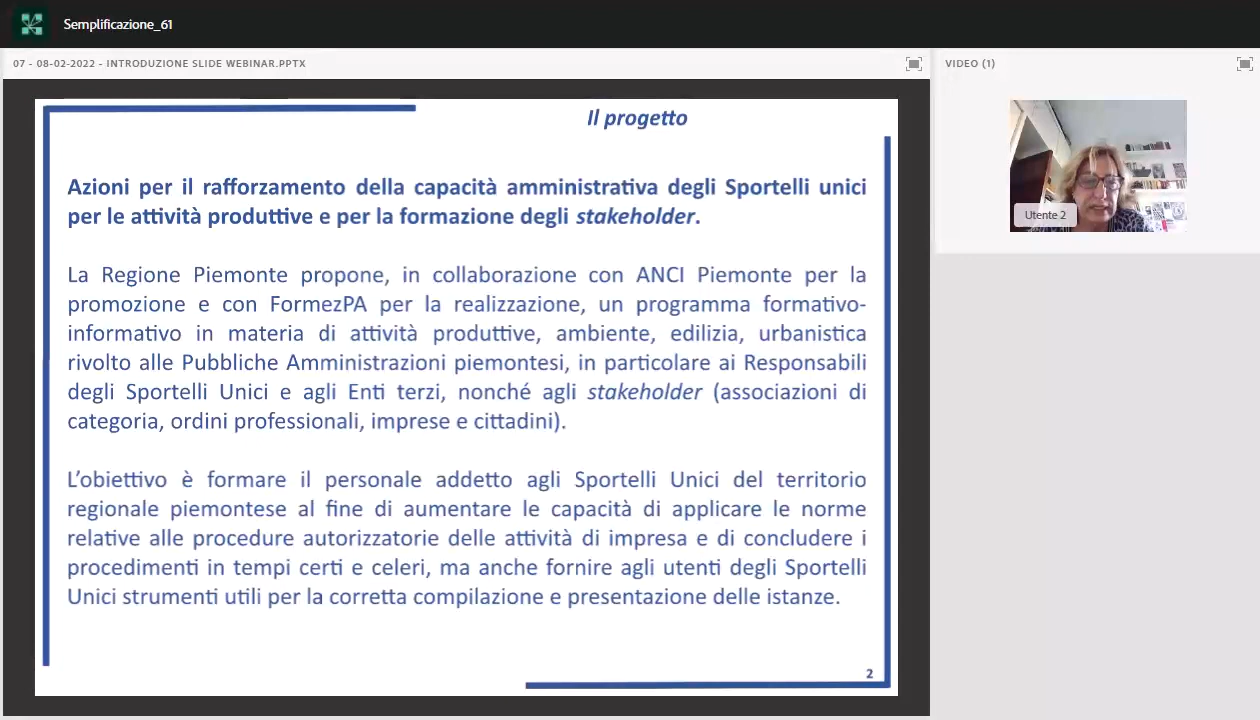 Semplificazione_61
07 - 08-02-2022 - INTRODUZIONE SLIDE WEBINAR.PPTX
VIDEO (1)
Il progetto
Azioni per il rafforzamento della capacità amministrativa degli Sportelli unici
per le attività produttive e per la formazione degli stakeholder.
La Regione Piemonte propone, in collaborazione con ANCI Piemonte per la
promozione e con FormezPA per la realizzazione, un programma formativo-
informativo in materia di attività produttive, ambiente, edilizia, urbanistica
rivolto alle Pubbliche Amministrazioni piemontesi, in particolare ai Responsabili
degli Sportelli Unici e agli Enti terzi, nonché agli stakeholder (associazioni di
categoria, ordini professionali, imprese e cittadini).
L’obiettivo è formare il personale addetto agli Sportelli Unici del territorio
regionale piemontese al fine di aumentare le capacità di applicare le norme
relative alle procedure autorizzatorie delle attività di impresa e di concludere i
procedimenti in tempi certi e celeri, ma anche fornire agli utenti degli Sportelli
Unici strumenti utili per la corretta compilazione e presentazione delle istanze.
2
Utente 2